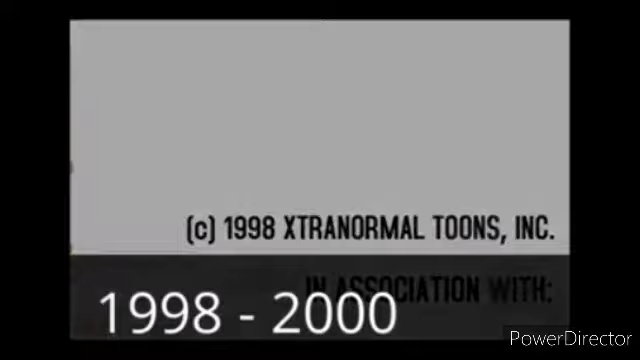 (c) 1998 XTRANORMAL TOONS, INC.
IN ASSOCIATION WITH:
1998 - 2000
PowerDirector